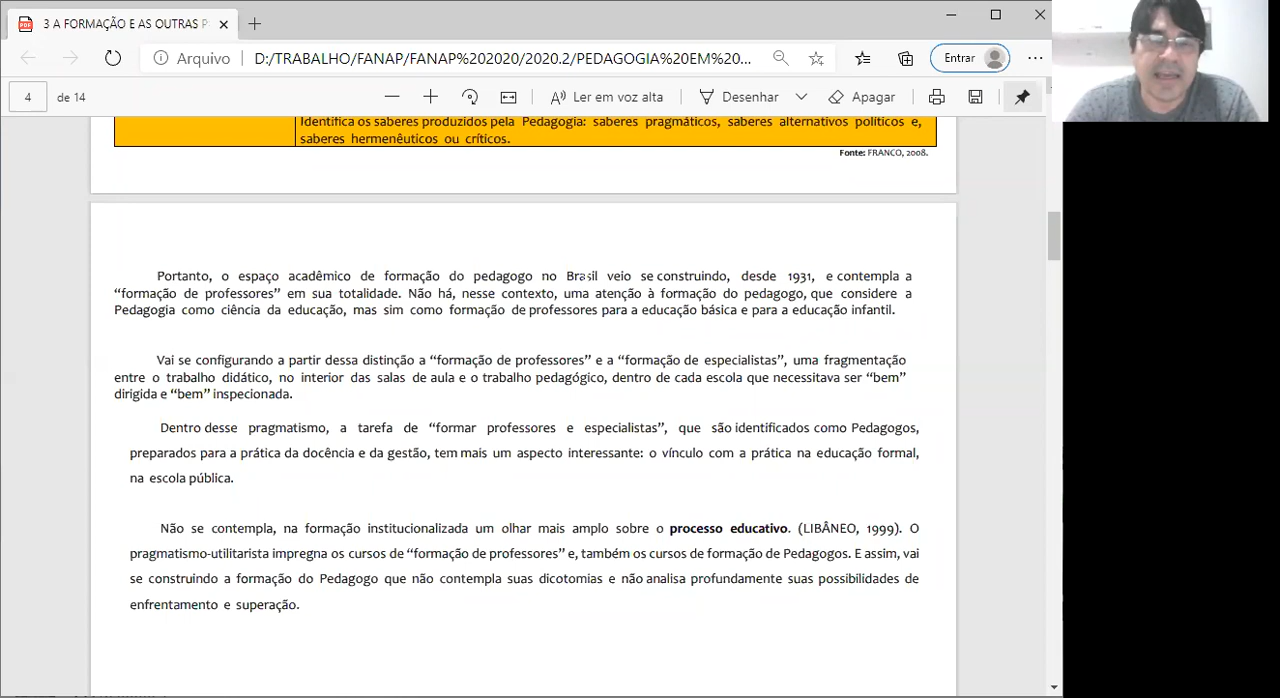 3 A FORMAÇÃO E AS OUTRAS P
Arquivo
D:/TRABALHO/FANAP/FANAP%202020/2020.2/PEDAGOGIA%20EM%20...
Entrar
4 de 14
Ler em voz alta
Desenhar
Apagar
Identifica os saberes produzidos pela Pedagogia: saberes pragmáticos, saberes alternativos políticos e,
saberes hermenêuticos ou críticos.
Fonte: FRANCO, 2008.
Portanto, o espaço acadêmico de formação do pedagogo no Brasil veio se construindo, desde 1931, e contempla a
“formação de professores” em sua totalidade. Não há, nesse contexto, uma atenção à formação do pedagogo, que considere a
Pedagogia como ciência da educação, mas sim como formação de professores para a educação básica e para a educação infantil.
Vai se configurando a partir dessa distinção a “formação de professores” e a “formação de especialistas”, uma fragmentação
entre o trabalho didático, no interior das salas de aula e o trabalho pedagógico, dentro de cada escola que necessitava ser “bem”
dirigida e “bem” inspecionada.
Dentro desse pragmatismo, a tarefa de “formar professores e especialistas”, que são identificados como Pedagogos,
preparados para a prática da docência e da gestão, tem mais um aspecto interessante: o vínculo com a prática na educação formal,
na escola pública.
Não se contempla, na formação institucionalizada um olhar mais amplo sobre o processo educativo. (LIBÂNEO, 1999). O
pragmatismo-utilitarista impregna os cursos de “formação de professores” e, também os cursos de formação de Pedagogos. E assim, vai
se construindo a formação do Pedagogo que não contempla suas dicotomias e não analisa profundamente suas possibilidades de
enfrentamento e superação.